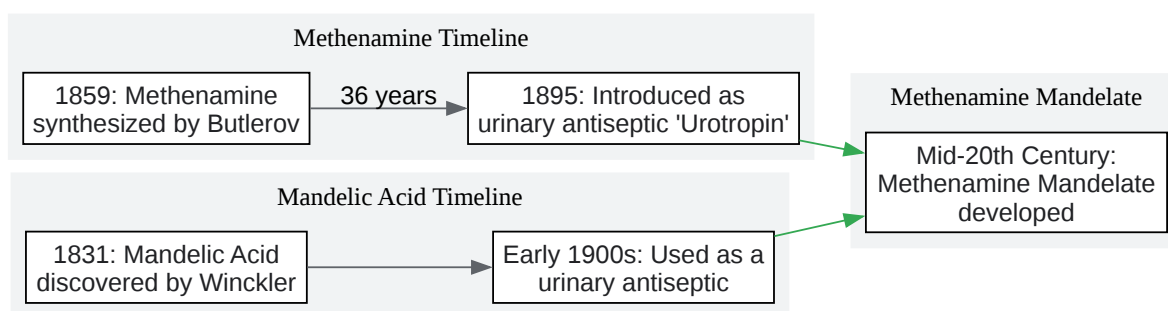 Methenamine Timeline
1859: Methenamine
synthesized by Butlerov
36 years
1895: Introduced as
urinary antiseptic 'Urotropin'
Mandelic Acid Timeline
1831: Mandelic Acid
discovered by Winckler
Early 1900s: Used as a
urinary antiseptic
Methenamine Mandelate
Mid-20th Century:
Methenamine Mandelate
developed